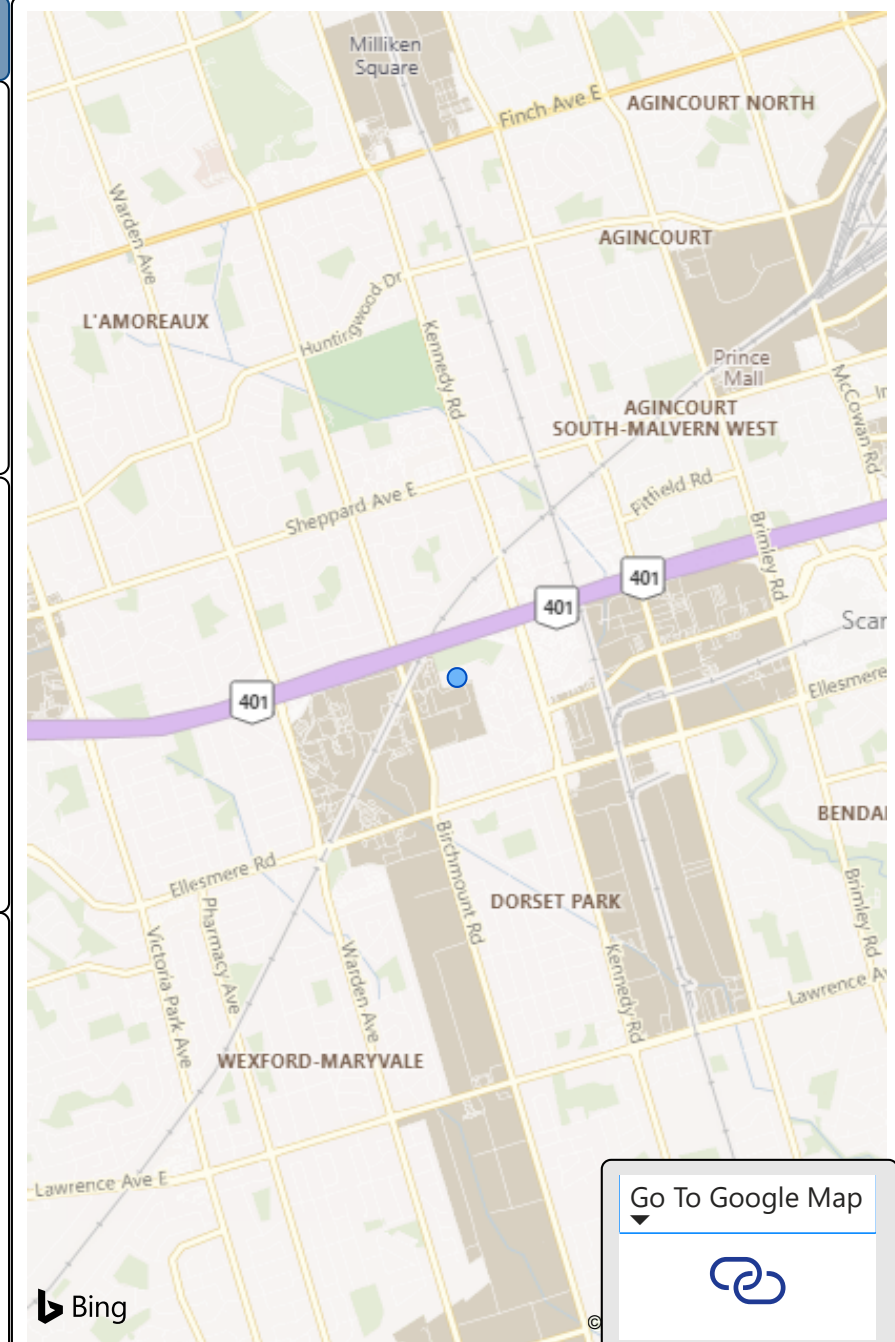 Milliken
Square
Finch Ave E
AGINCOURT NORTH
Warden Ave
AGINCOURT
Huntingwood Dr
L'AMOREAUX
Kennedy Rd
Prince
Mall
McCowan Rd
In
AGINCOURT
SOUTH-MALVERN WEST
Fitfield Rd
Sheppard Ave E
Brimley Rd
401
401
Scar
401
Ellesmere
BENDA
Birchmount Rd
Ellesmere Rd
Pharmacy Ave
DORSET PARK
Brimley Rd
Victoria Park Ave
Warden Ave
Kennedy Rd
Lawrence Av
WEXFORD-MARYVALE
Lawrence Ave E
Go To Google Map
Bing
©